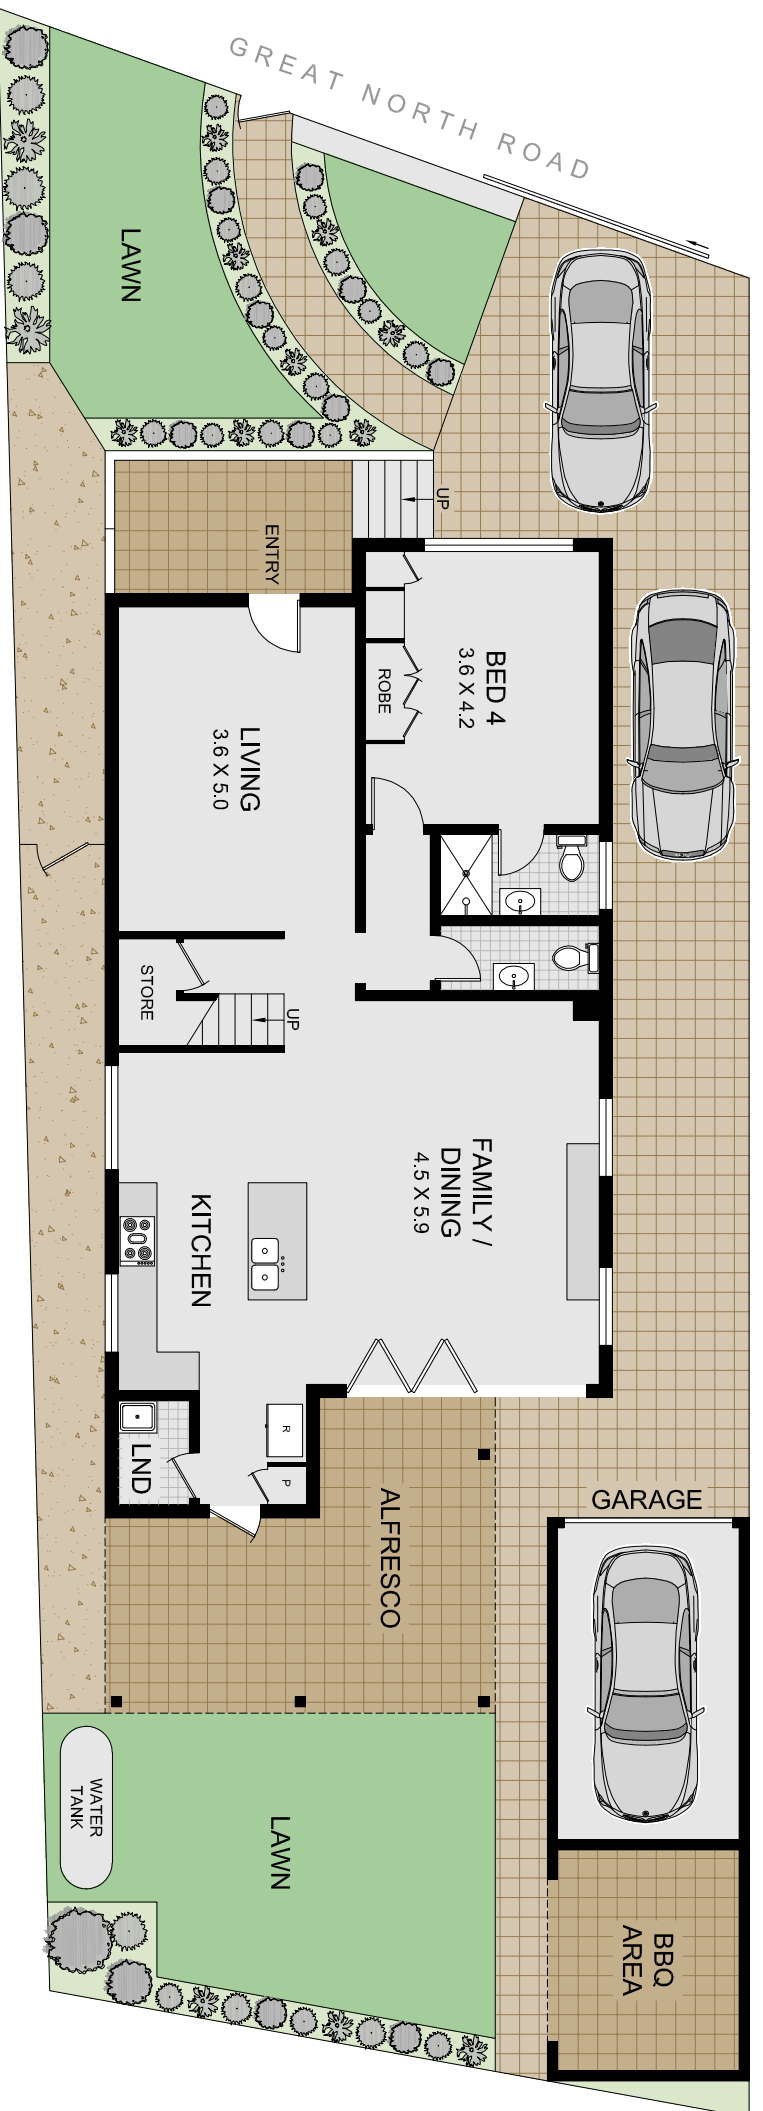 GREAT NORTH ROAD
LAWN
UP
ENTRY
BED 4
3.6 X 4.2
ROBE
LIVING
3.6 X 5.0
STORE
UP
FAMILY /
DINING
4.5 X 5.9
KITCHEN
R
P
LND
ALFRESCO
GARAGE
WATER
TANK
LAWN
BBQ
AREA